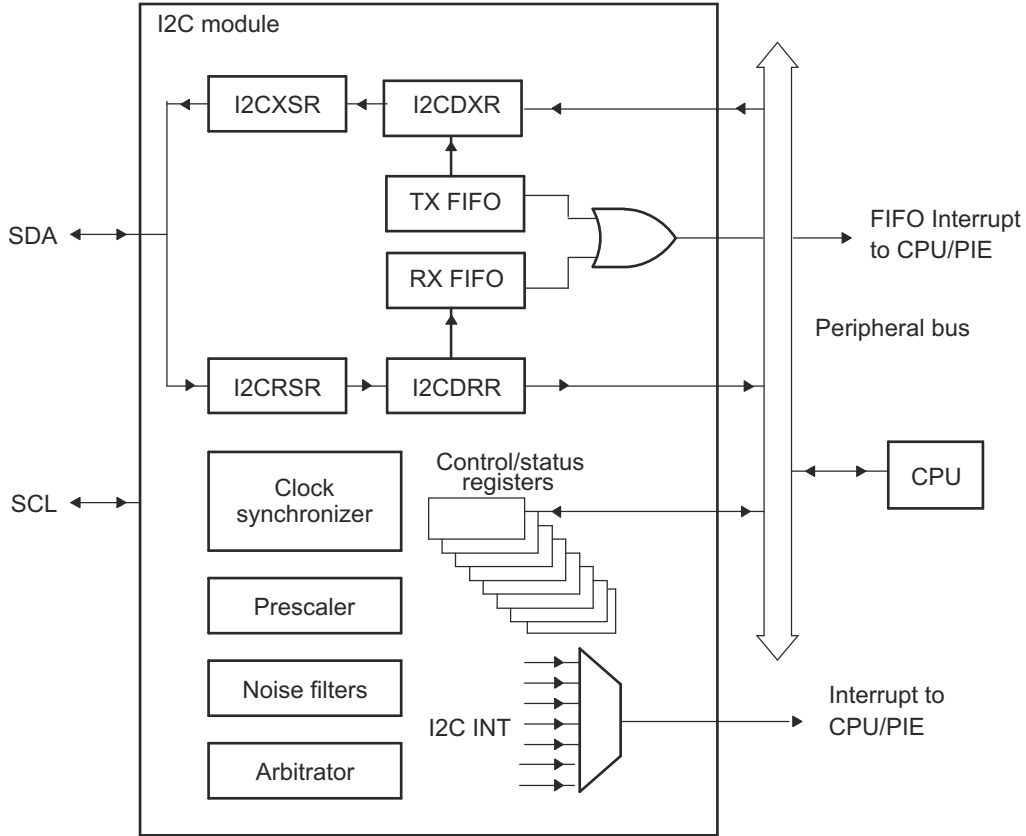 I2C module
I2CXSR
I2CDXR
TX FIFO
SDA
FIFO Interrupt
to CPU/PIE
RX FIFO
Peripheral bus
I2CRSR
I2CDRR
Control/status
registers
Clock
synchronizer
CPU
SCL
Prescaler
Noise filters
I2C INT
Interrupt to
CPU/PIE
Arbitrator